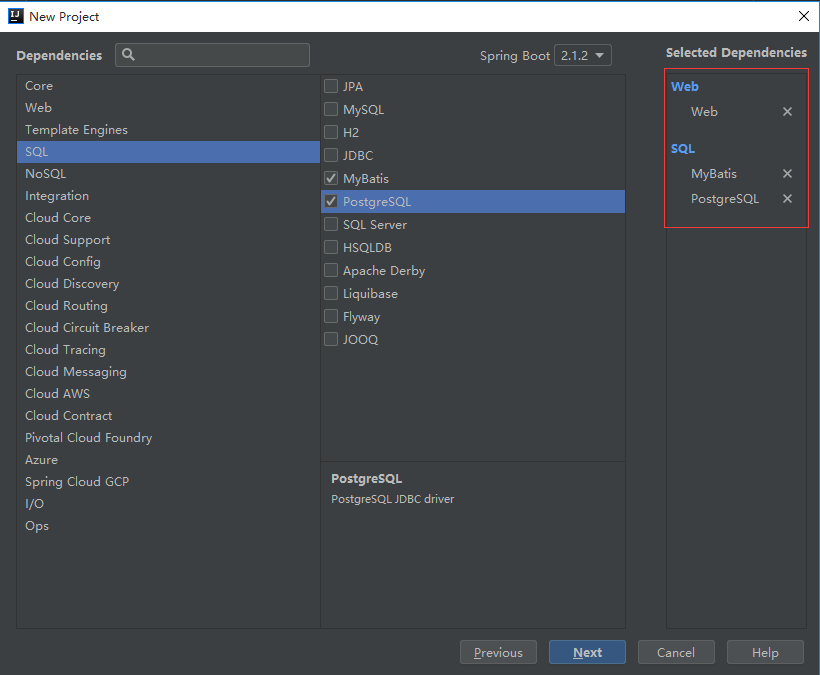 New Project
Dependencies
Spring Boot 2.1.2
Selected Dependencies
Core
Web
Template Engines
SQL
NoSQL
Integration
Cloud Core
Cloud Support
Cloud Config
Cloud Discovery
Cloud Routing
Cloud Circuit Breaker
Cloud Tracing
Cloud Messaging
Cloud AWS
Cloud Contract
Pivotal Cloud Foundry
Azure
Spring Cloud GCP
I/O
Ops
JPA
MySQL
H2
JDBC
MyBatis
PostgreSQL
SQL Server
HSQLDB
Apache Derby
Liquibase
Flyway
JOOQ
PostgreSQL
PostgreSQL JDBC driver
Web
Web
SQL
MyBatis
PostgreSQL
Previous
Next
Cancel
Help